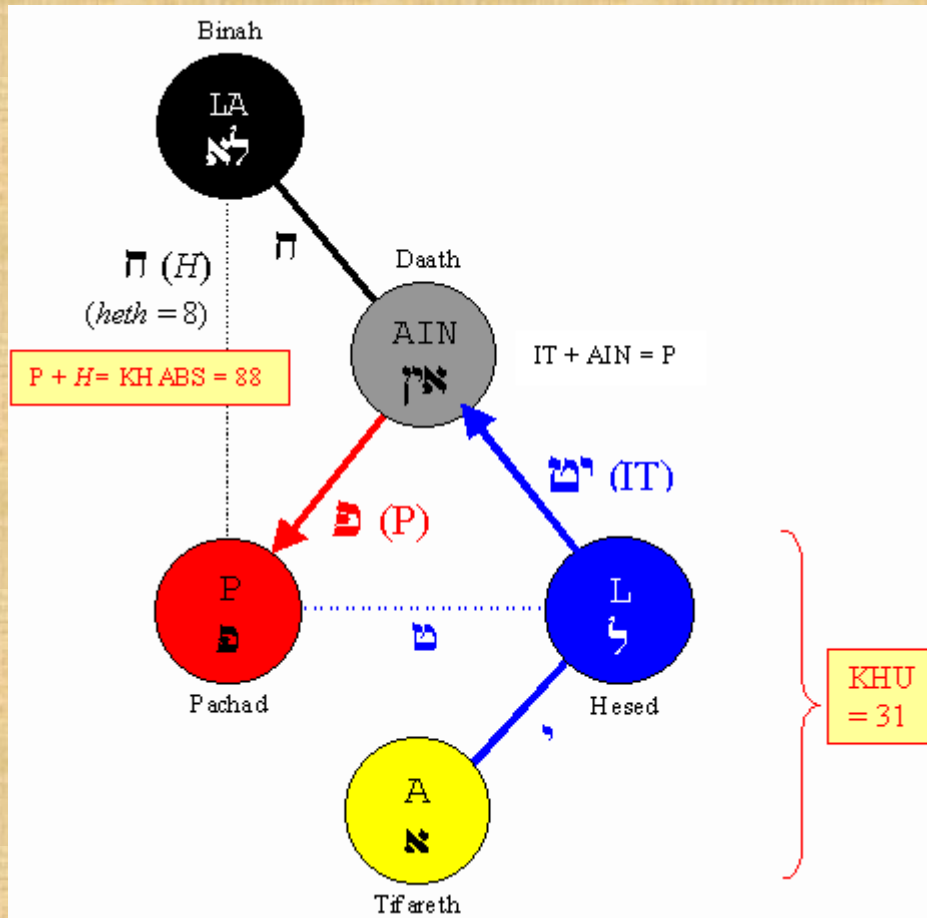 Binah
LA
לא
ח (H)
ח
(heth = 8)
Daath
AIN
אין
IT + AIN = P
P + H = KHABS = 88
פ (P)
יט (IT)
P
פ
Pachad
ט
L
ל
Hesed
KHU
= 31
י
A
א
Tifareth